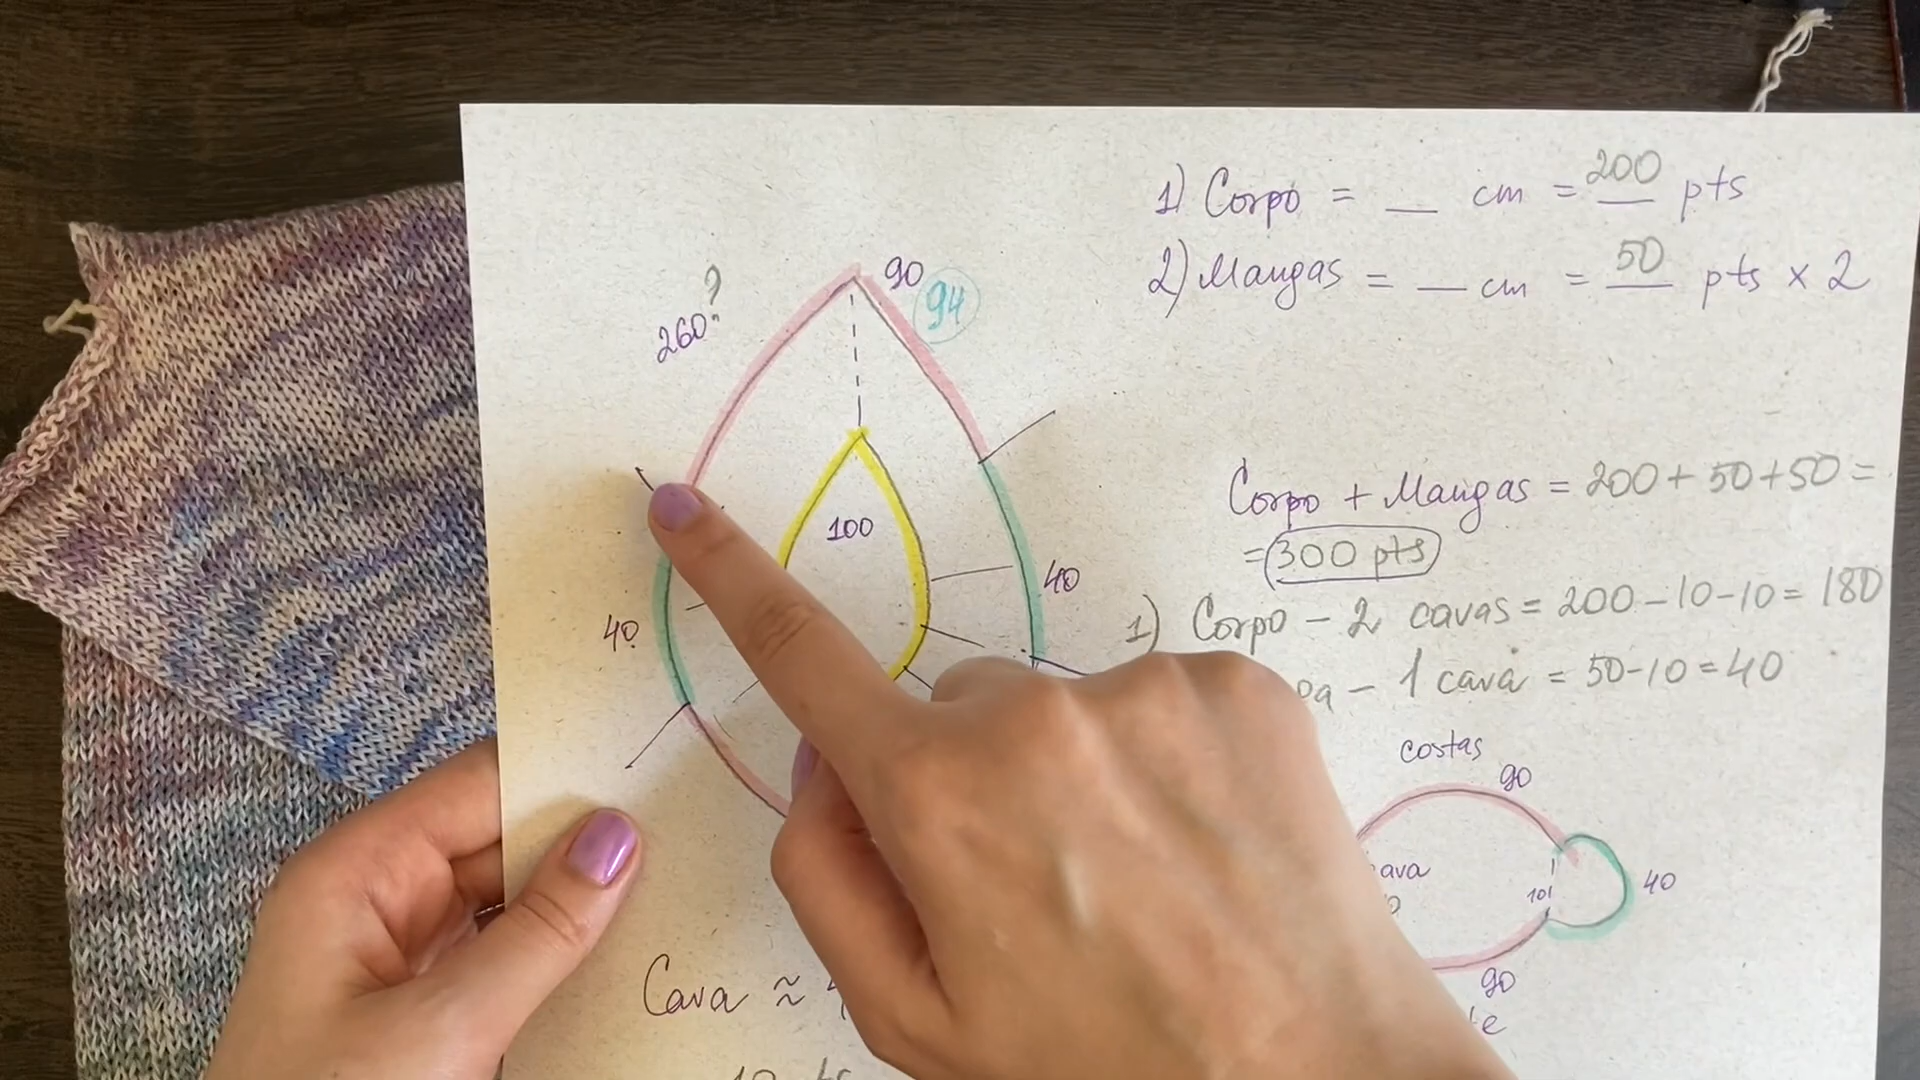 1) Corpo = __ cm = 200 pts
2) Mangas = __ cm = 50 pts x 2
90
94
260?
100
40
40
Corpo + Mangas = 200 + 50 + 50 =
= 300 pts
1) Corpo - 2 cavas = 200 - 10 - 10 = 180
- 1 cava = 50 - 10 = 40
costas
90
10
40
90
Cava ≈